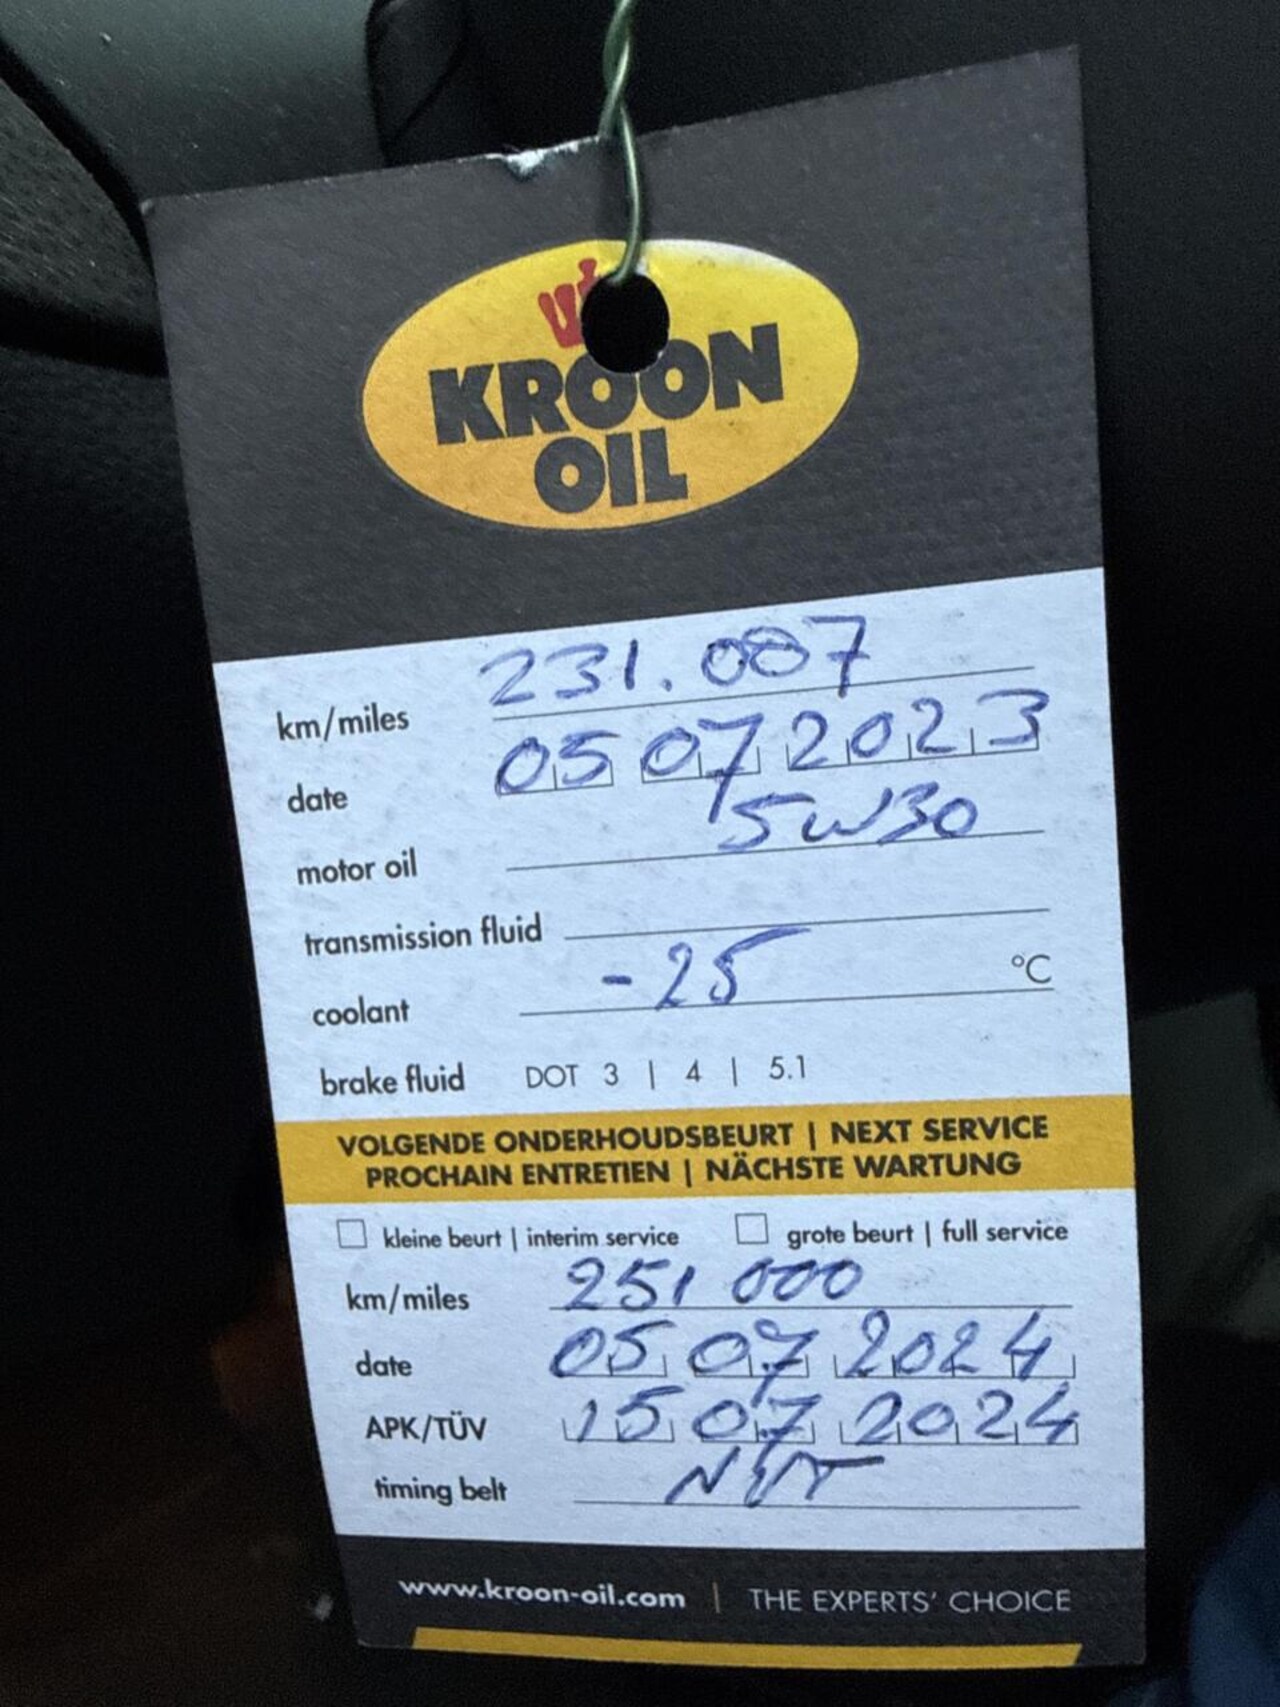 KROON
OIL
km/miles 231.087
date 05 07 2023
motor oil 5W30
transmission fluid
coolant -25 °C
brake fluid DOT 3 | 4 | 5.1
VOLGENDE ONDERHOUDSBEURT | NEXT SERVICE
PROCHAIN ENTRETIEN | NÄCHSTE WARTUNG
kleine beurt | interim service grote beurt | full service
km/miles 251 000
date 05 07 2024
APK/TÜV 15 07 2024
timing belt NVT
www.kroon-oil.com | THE EXPERTS' CHOICE